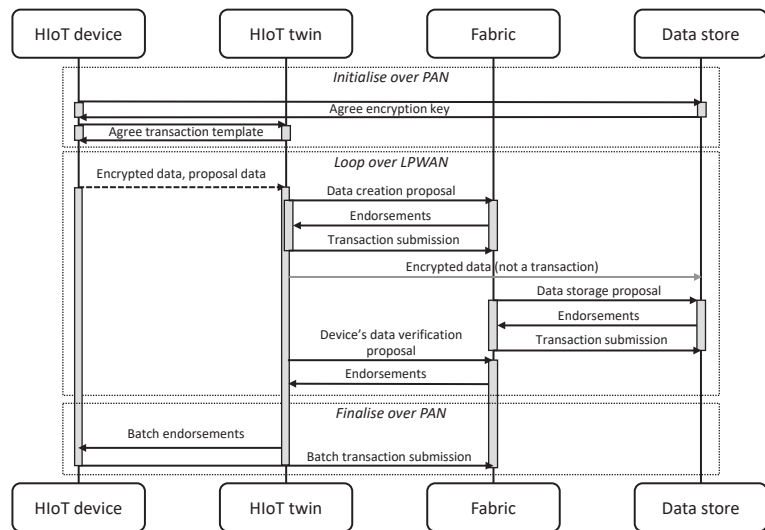 HIoT device
HIoT twin
Fabric
Data store
Initialise over PAN
Agree encryption key
Agree transaction template
Loop over LPWAN
Encrypted data, proposal data
Data creation proposal
Endorsements
Transaction submission
Encrypted data (not a transaction)
Data storage proposal
Endorsements
Device's data verification
proposal
Transaction submission
Endorsements
Finalise over PAN
Batch endorsements
Batch transaction submission
HIoT device
HIoT twin
Fabric
Data store